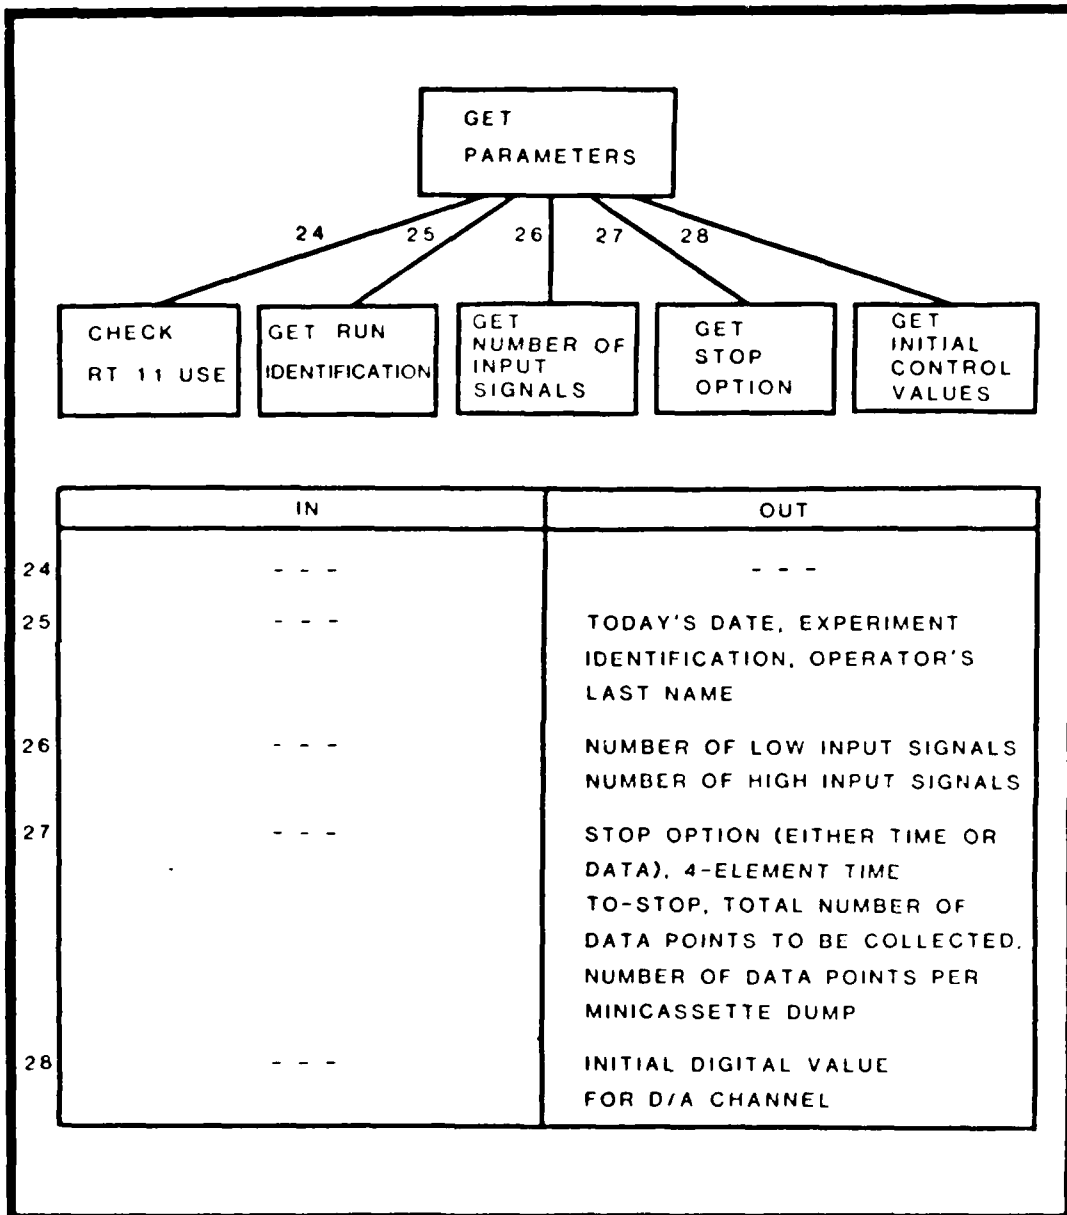 GET
PARAMETERS
24 25 26 27 28
CHECK
RT 11 USE
GET RUN
IDENTIFICATION
GET
NUMBER OF
INPUT
SIGNALS
GET
STOP
OPTION
GET
INITIAL
CONTROL
VALUES
IN OUT
24 - - - - - -
25 - - - TODAY'S DATE, EXPERIMENT
IDENTIFICATION, OPERATOR'S
LAST NAME
26 - - - NUMBER OF LOW INPUT SIGNALS
NUMBER OF HIGH INPUT SIGNALS
27 - - - STOP OPTION (EITHER TIME OR
DATA), 4-ELEMENT TIME
TO-STOP, TOTAL NUMBER OF
DATA POINTS TO BE COLLECTED.
NUMBER OF DATA POINTS PER
MINICASSETTE DUMP
28 - - - INITIAL DIGITAL VALUE
FOR D/A CHANNEL